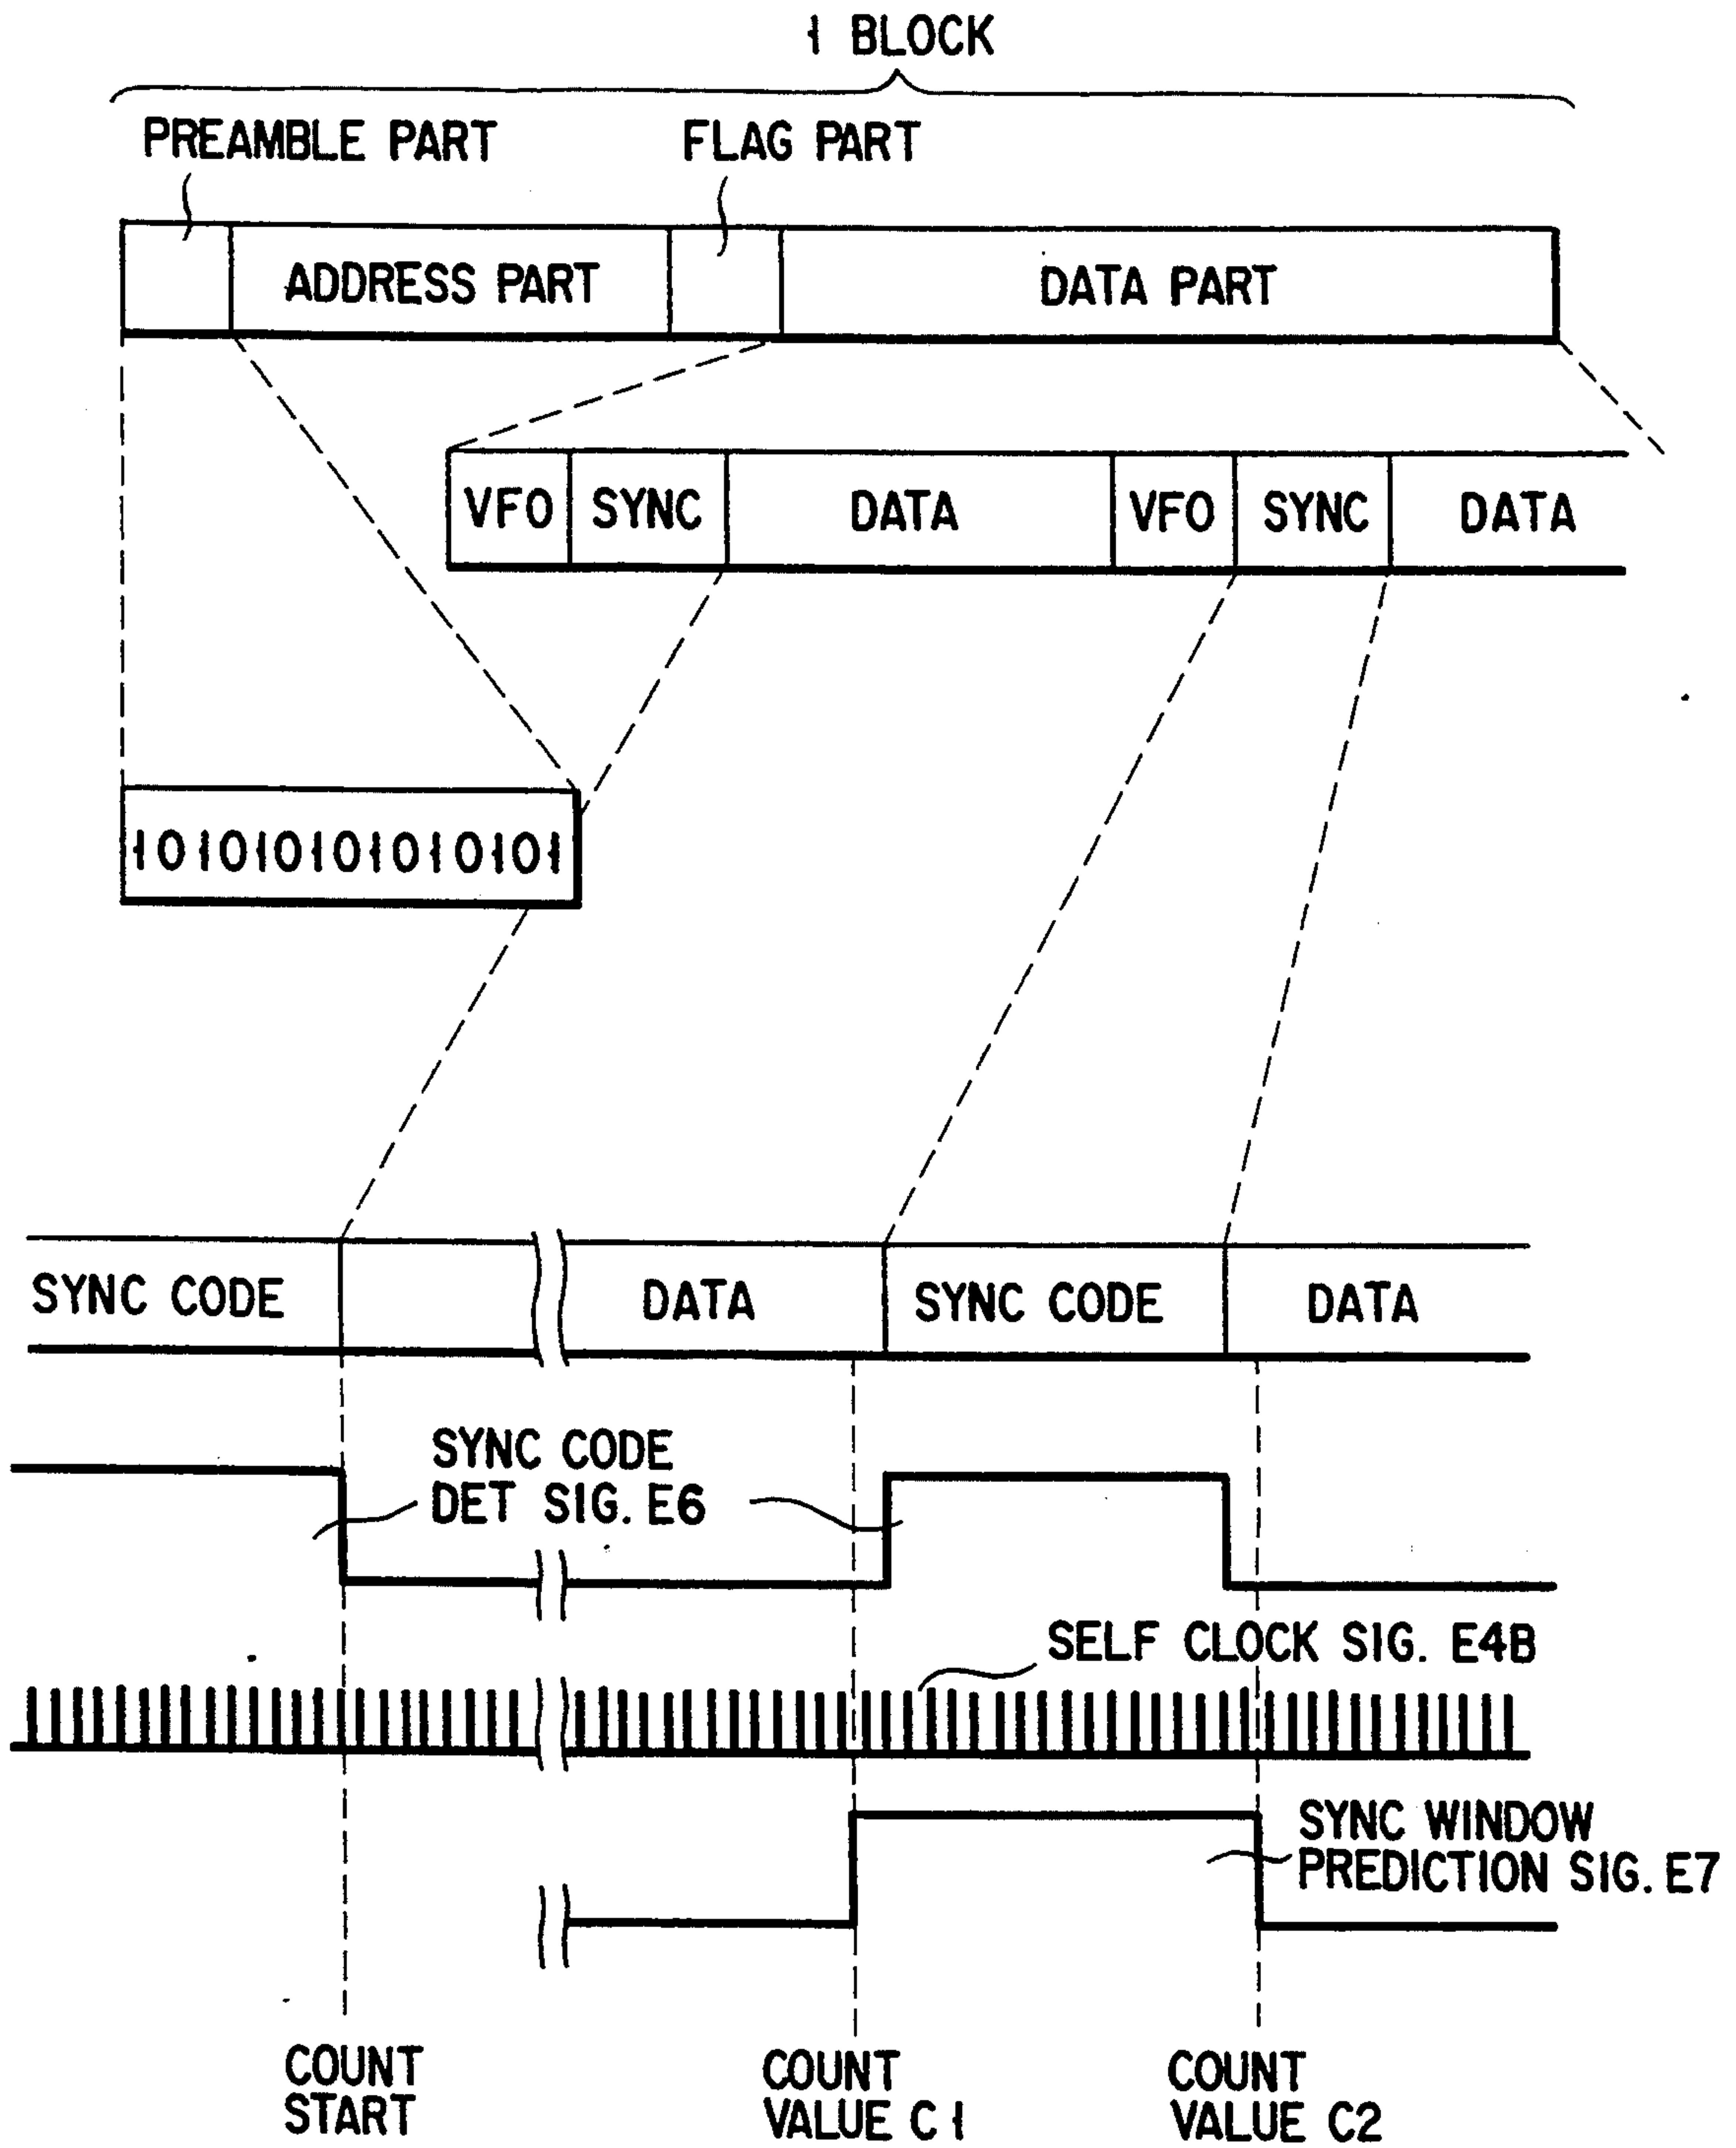 1 BLOCK
PREAMBLE PART
FLAG PART
ADDRESS PART
DATA PART
VFO
SYNC
DATA
VFO
SYNC
DATA
1010101010101010101
SYNC CODE
DATA
SYNC CODE
DATA
SYNC CODE
DET SIG. E6
SELF CLOCK SIG. E4B
SYNC WINDOW
PREDICTION SIG. E7
COUNT
START
COUNT
VALUE C1
COUNT
VALUE C2